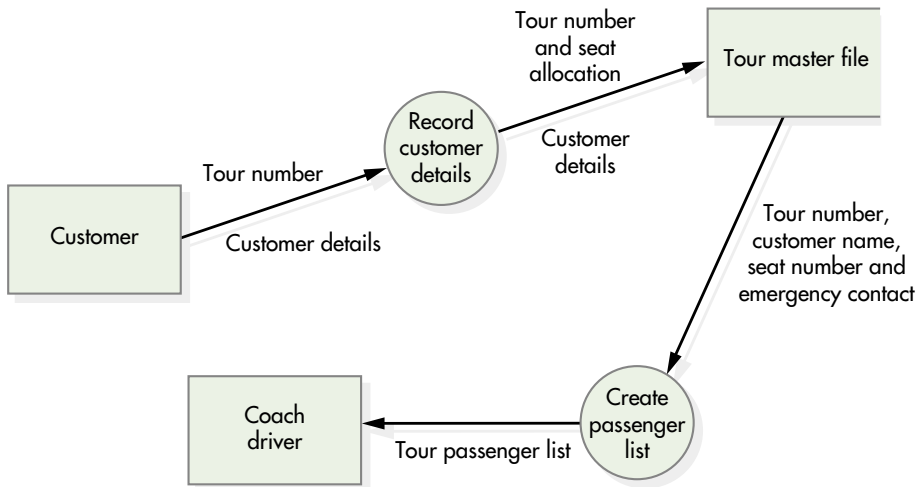 Customer
Tour number
Customer details
Record
customer
details
Tour number
and seat
allocation
Customer
details
Tour master file
Tour number,
customer name,
seat number and
emergency contact
Create
passenger
list
Tour passenger list
Coach
driver